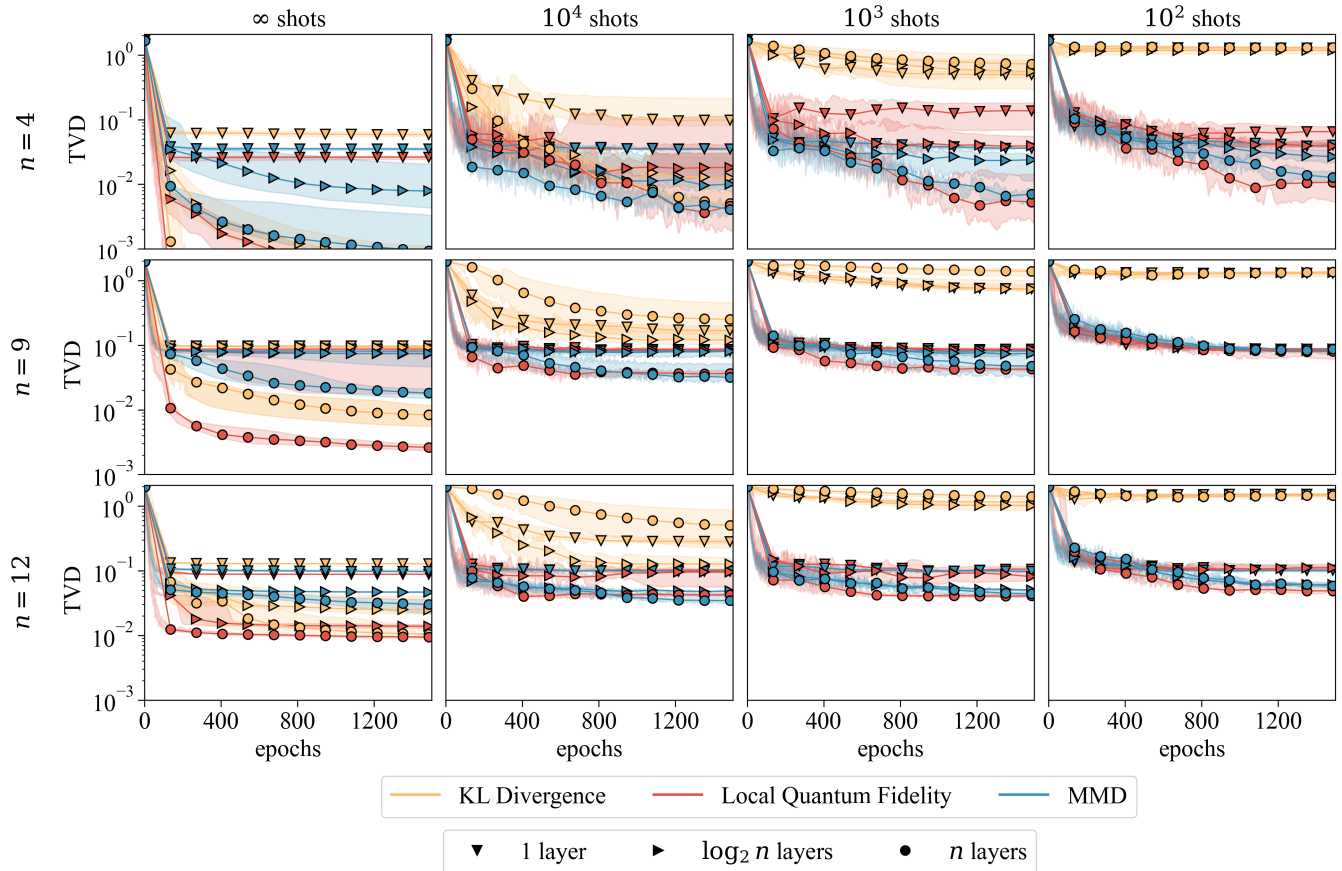 ∞ shots 10⁴ shots 10³ shots 10² shots
n = 4 TVD 10⁰ 10⁻¹ 10⁻² 10⁻³
n = 9 TVD 10⁰ 10⁻¹ 10⁻² 10⁻³
n = 12 TVD 10⁰ 10⁻¹ 10⁻² 10⁻³
0 400 800 1200 0 400 800 1200 0 400 800 1200 0 400 800 1200
epochs epochs epochs epochs
KL Divergence Local Quantum Fidelity MMD
1 layer log₂ n layers n layers